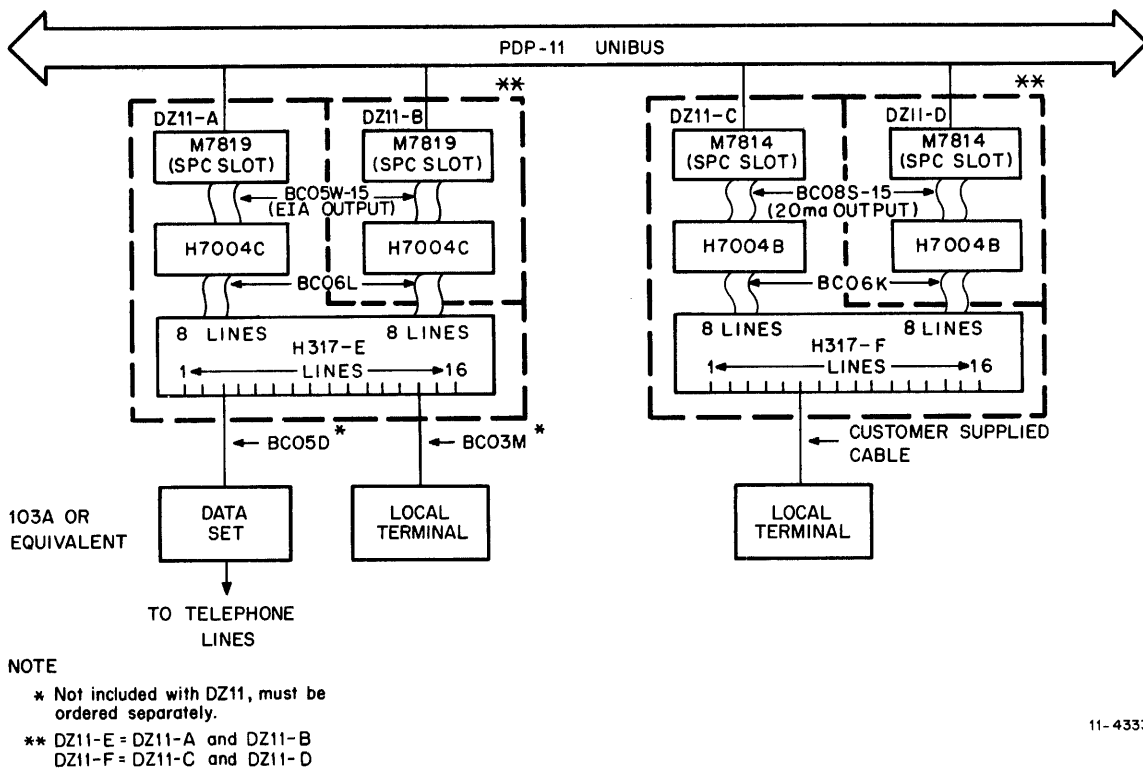 PDP-11 UNIBUS
**
**
DZ11-A
DZ11-B
DZ11-C
DZ11-D
M7819
(SPC SLOT)
M7819
(SPC SLOT)
M7814
(SPC SLOT)
M7814
(SPC SLOT)
BC05W-15
(EIA OUTPUT)
BC08S-15
(20ma OUTPUT)
H7004C
H7004C
H7004B
H7004B
BC06L
BC06K
8 LINES
8 LINES
8 LINES
8 LINES
H317-E
1 LINES 16
H317-F
1 LINES 16
BC05D *
BC03M *
CUSTOMER SUPPLIED
CABLE
103A OR
EQUIVALENT
DATA
SET
LOCAL
TERMINAL
LOCAL
TERMINAL
TO TELEPHONE
LINES
NOTE
* Not included with DZ11, must be
ordered separately.
** DZ11-E = DZ11-A and DZ11-B
DZ11-F = DZ11-C and DZ11-D
11-4333